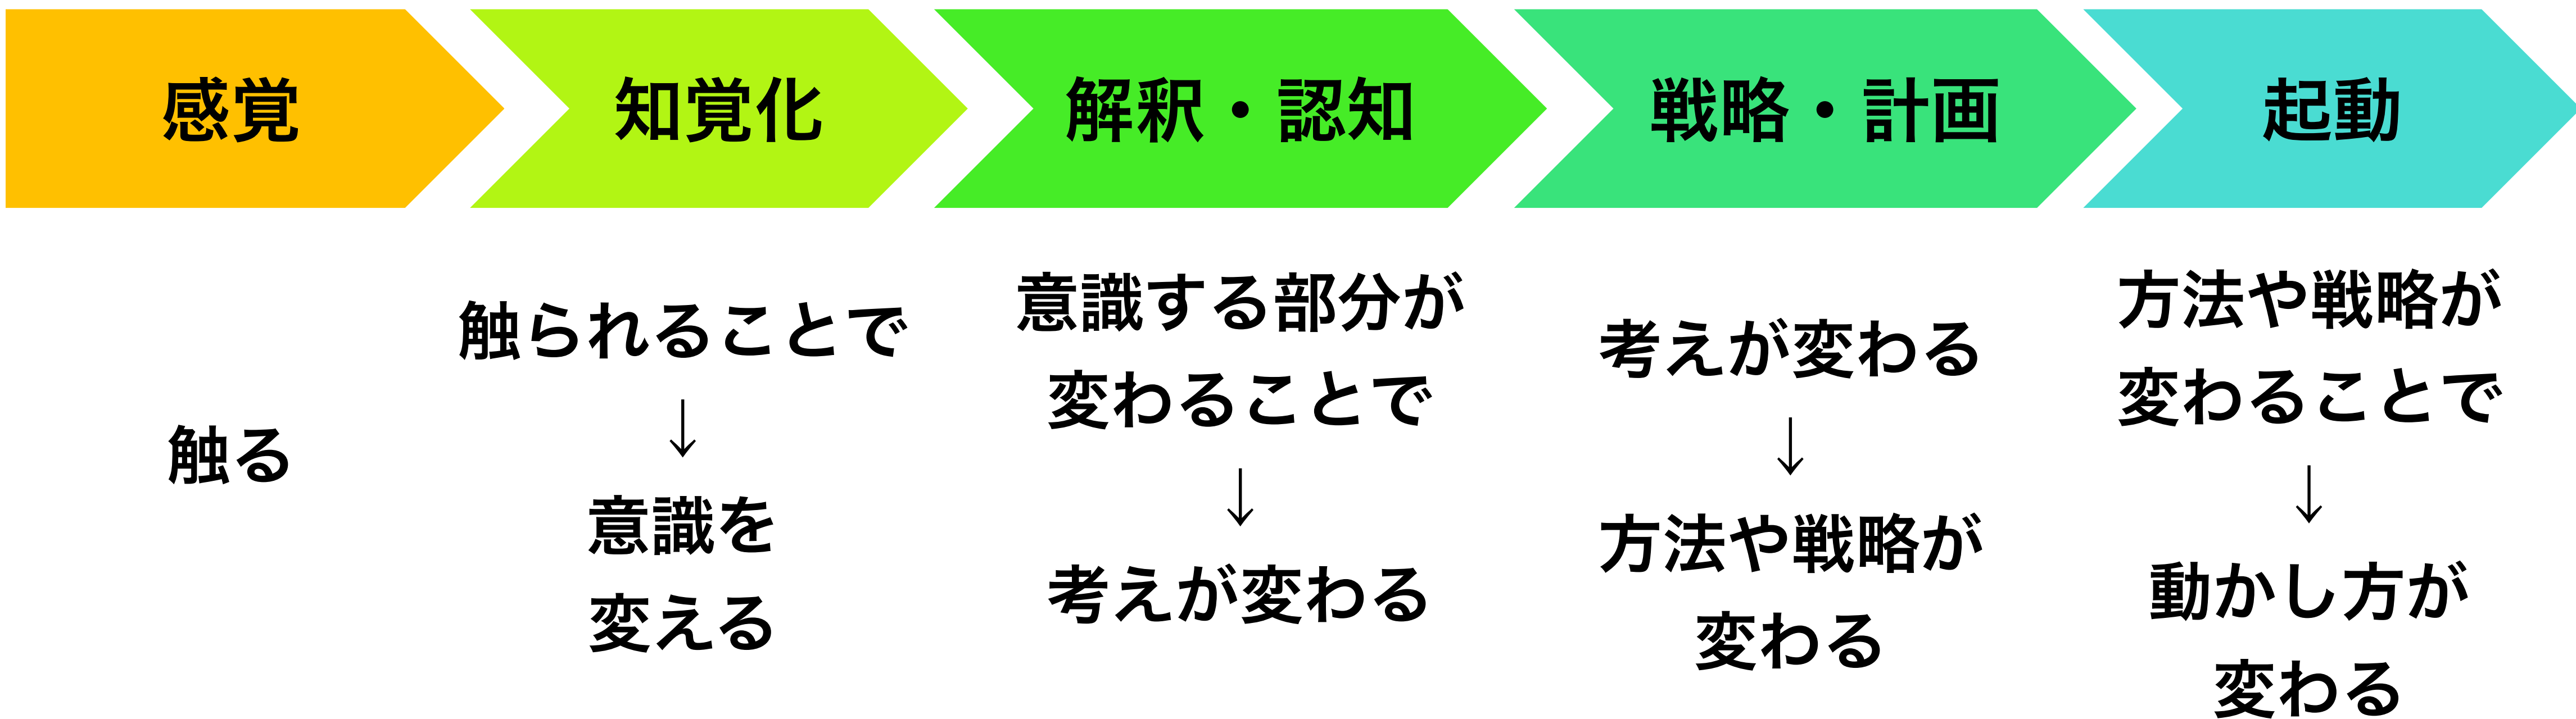 感覚
知覚化
解釈・認知
戦略・計画
起動
触る
触られることで
↓
意識を
変える
意識する部分が
変わることで
↓
考えが変わる
考えが変わる
↓
方法や戦略が
変わる
方法や戦略が
変わることで
↓
動かし方が
変わる